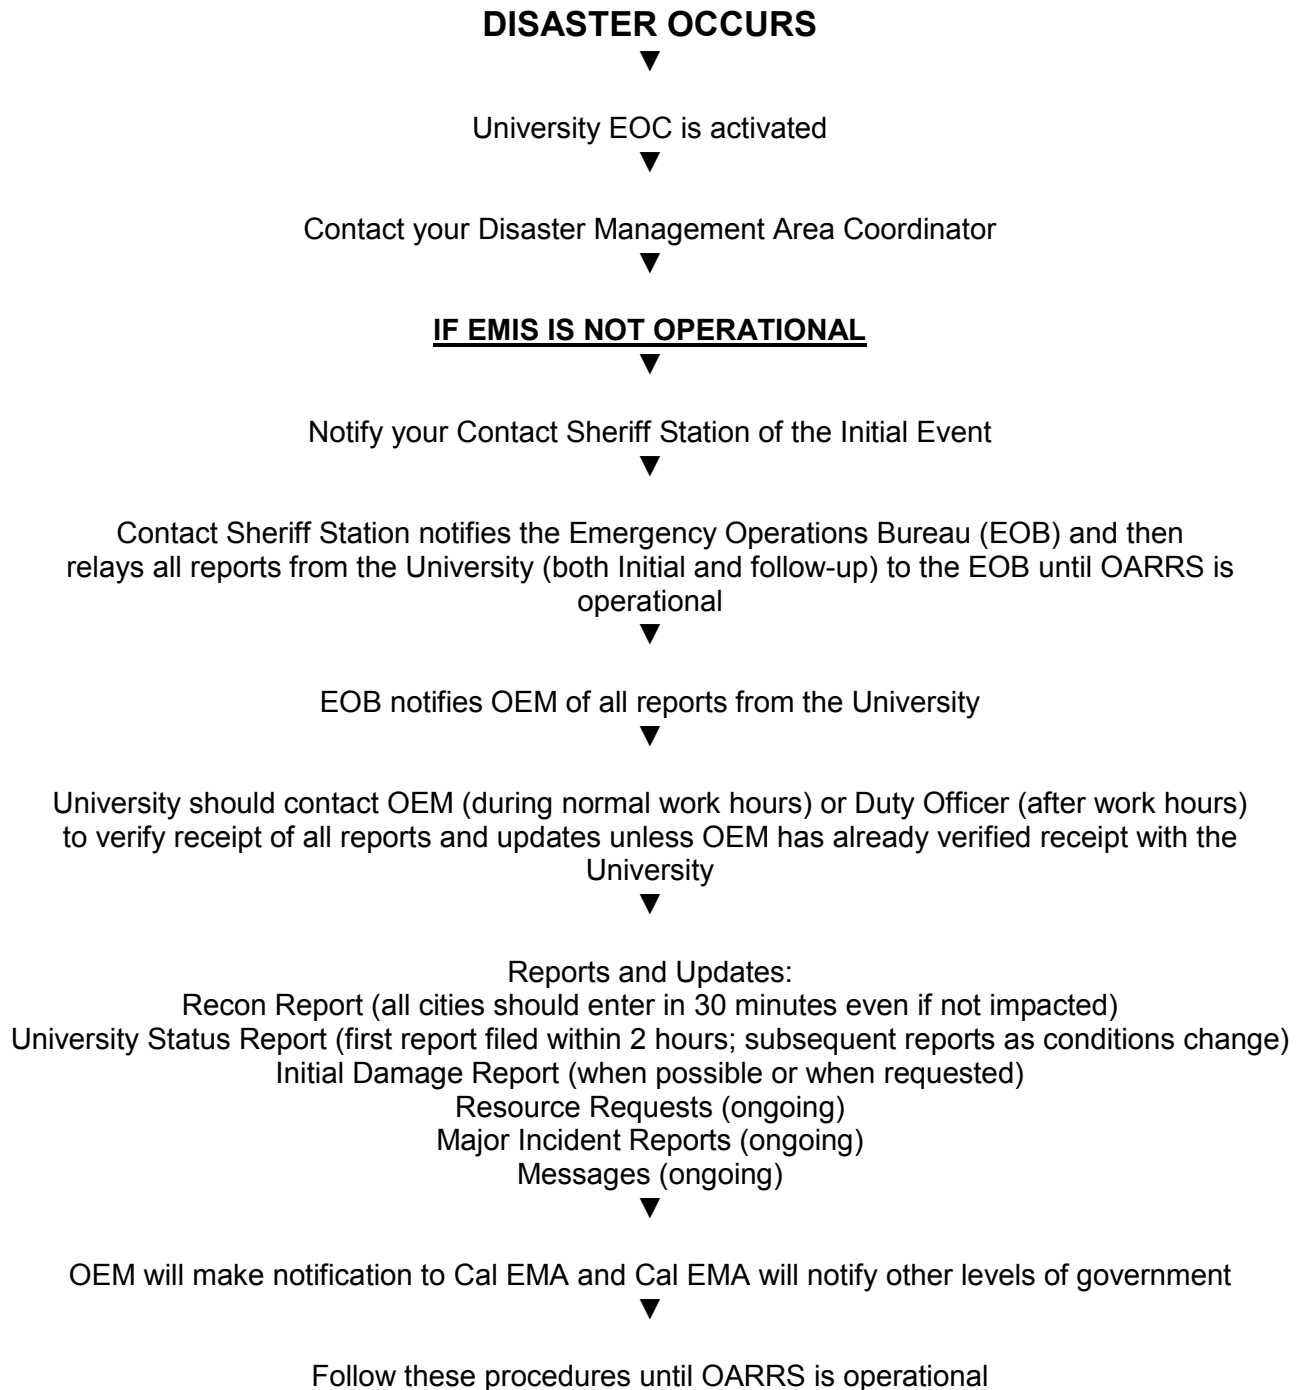 DISASTER OCCURS
▼
University EOC is activated
▼
Contact your Disaster Management Area Coordinator
▼
IF EMIS IS NOT OPERATIONAL
▼
Notify your Contact Sheriff Station of the Initial Event
▼
Contact Sheriff Station notifies the Emergency Operations Bureau (EOB) and then
relays all reports from the University (both Initial and follow-up) to the EOB until OARRS is
operational
▼
EOB notifies OEM of all reports from the University
▼
University should contact OEM (during normal work hours) or Duty Officer (after work hours)
to verify receipt of all reports and updates unless OEM has already verified receipt with the
University
▼
Reports and Updates:
Recon Report (all cities should enter in 30 minutes even if not impacted)
University Status Report (first report filed within 2 hours; subsequent reports as conditions change)
Initial Damage Report (when possible or when requested)
Resource Requests (ongoing)
Major Incident Reports (ongoing)
Messages (ongoing)
▼
OEM will make notification to Cal EMA and Cal EMA will notify other levels of government
▼
Follow these procedures until OARRS is operational